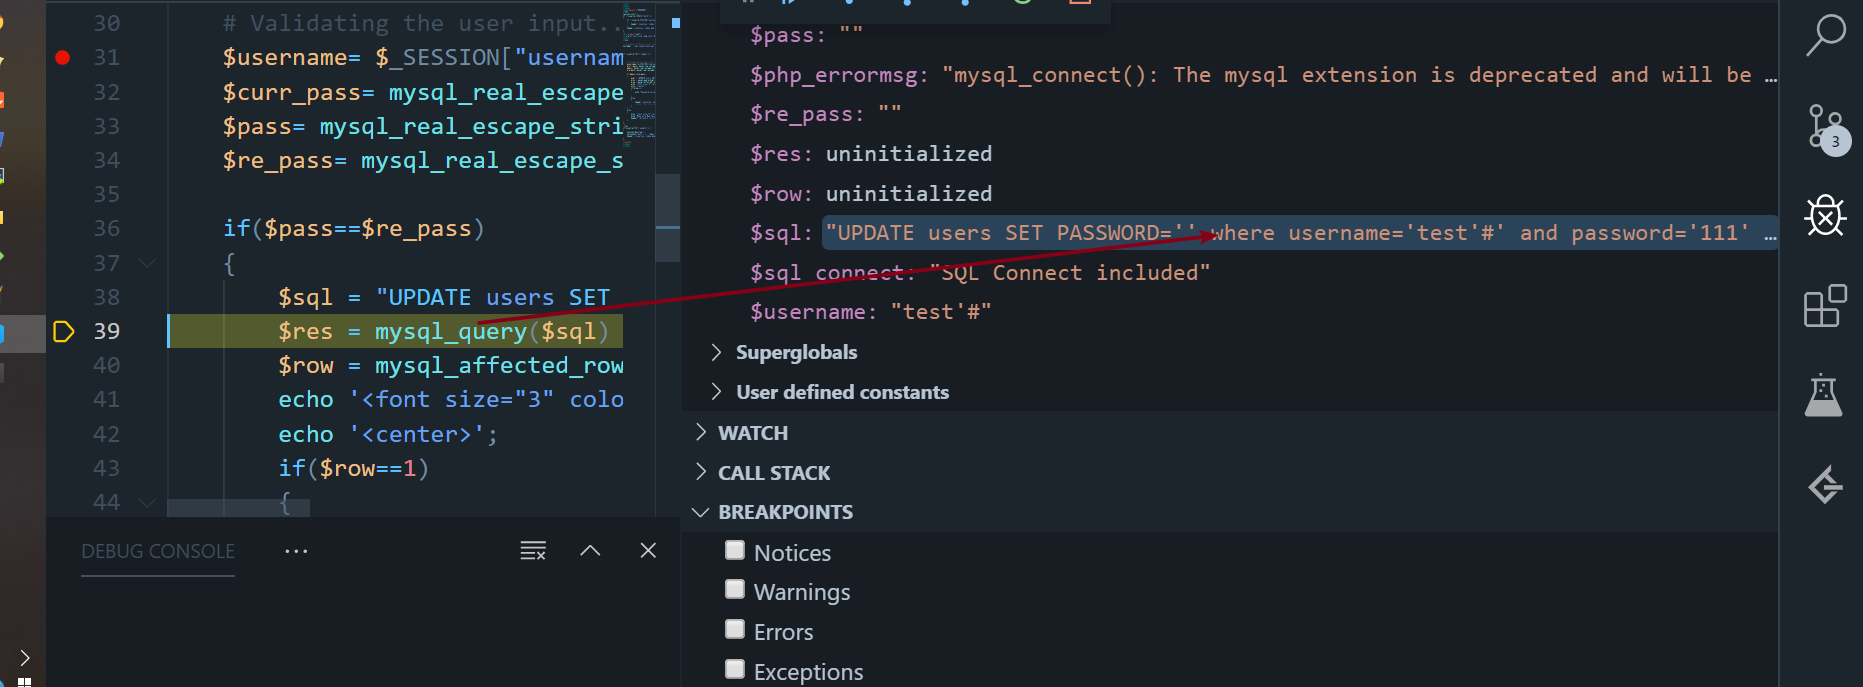 30 # Validating the user input..
31 $username= $_SESSION["usernam
32 $curr_pass= mysql_real_escape
33 $pass= mysql_real_escape_stri
34 $re_pass= mysql_real_escape_s
35
36 if($pass==$re_pass)
37 {
38 $sql = "UPDATE users SET
39 $res = mysql_query($sql)
40 $row = mysql_affected_row
41 echo '<font size="3" colo
42 echo '<center>';
43 if($row==1)
44 {
DEBUG CONSOLE ...
$pass: ""
$php_errormsg: "mysql_connect(): The mysql extension is deprecated and will be …
$re_pass: ""
$res: uninitialized
$row: uninitialized
$sql: "UPDATE users SET PASSWORD='' where username='test'#' and password='111' …
$sql_connect: "SQL Connect included"
$username: "test'#"
Superglobals
User defined constants
WATCH
CALL STACK
BREAKPOINTS
Notices
Warnings
Errors
Exceptions
3